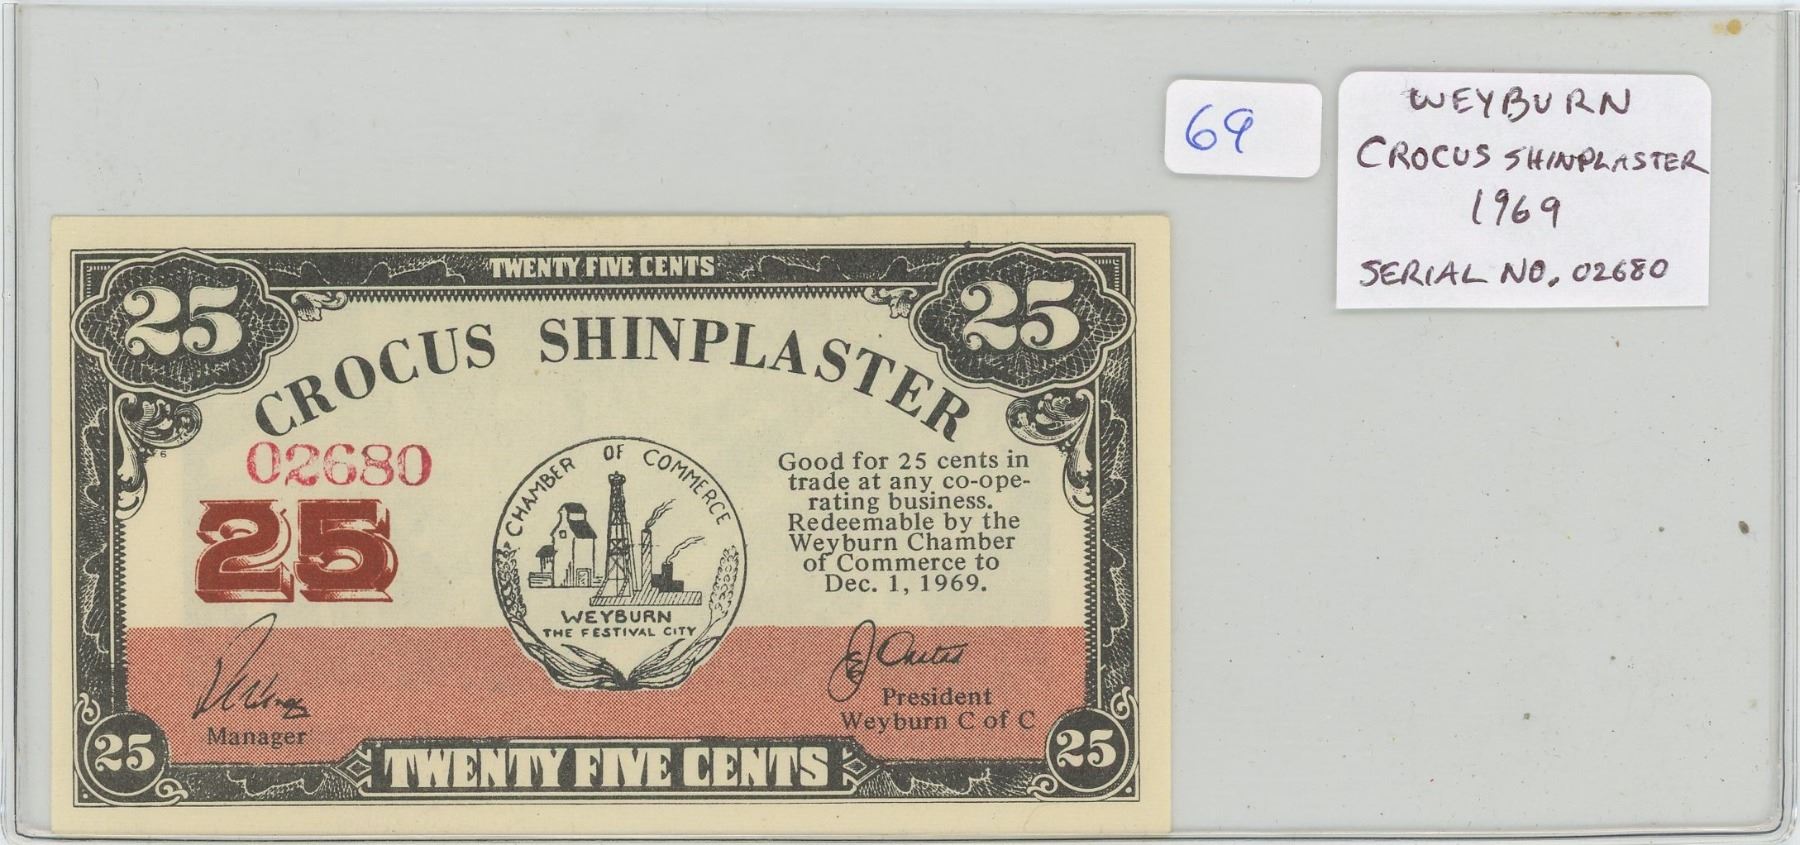 69
WEYBURN
CROCUS SHINPLASTER
1969
SERIAL NO. 02680
25
TWENTY FIVE CENTS
25
CROCUS SHINPLASTER
02680
25
CHAMBER OF COMMERCE
WEYBURN
THE FESTIVAL CITY
Good for 25 cents in
trade at any co-ope-
rating business.
Redeemable by the
Weyburn Chamber
of Commerce to
Dec. 1, 1969.
Manager
President
Weyburn C of C
25
TWENTY FIVE CENTS
25